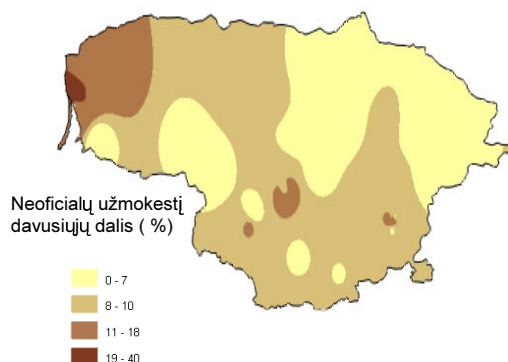 Neoficialų užmokestį
davusiųjų dalis ( %)
0 - 7
8 - 10
11 - 18
19 - 40